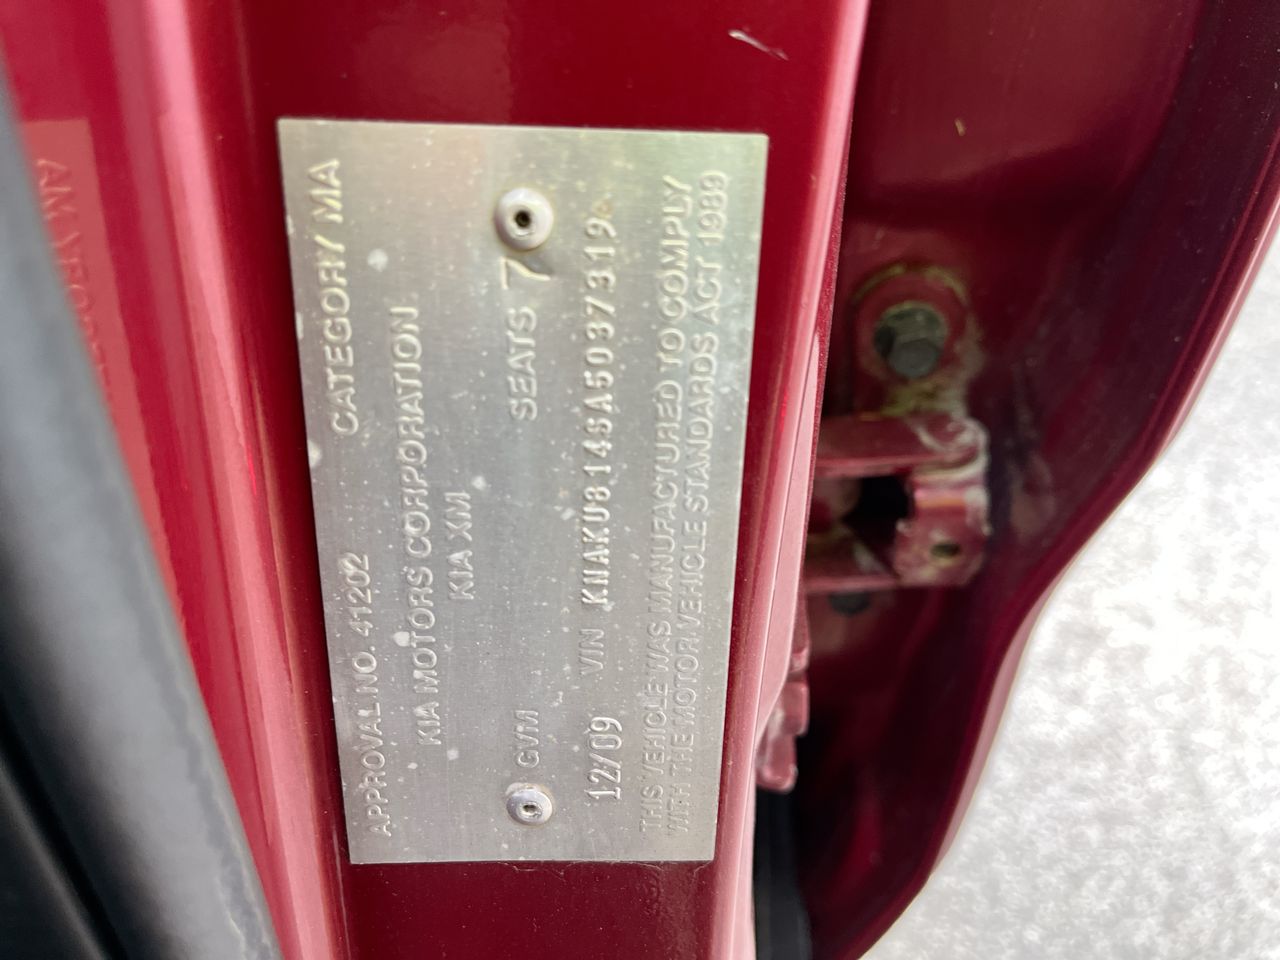 APPROVAL NO. 41202 CATEGORY MA
KIA MOTORS CORPORATION
KIA XM
GVM SEATS 7
12/09 VIN KNAKU814SA5037319
THIS VEHICLE WAS MANUFACTURED TO COMPLY
WITH THE MOTOR VEHICLE STANDARDS ACT 1989